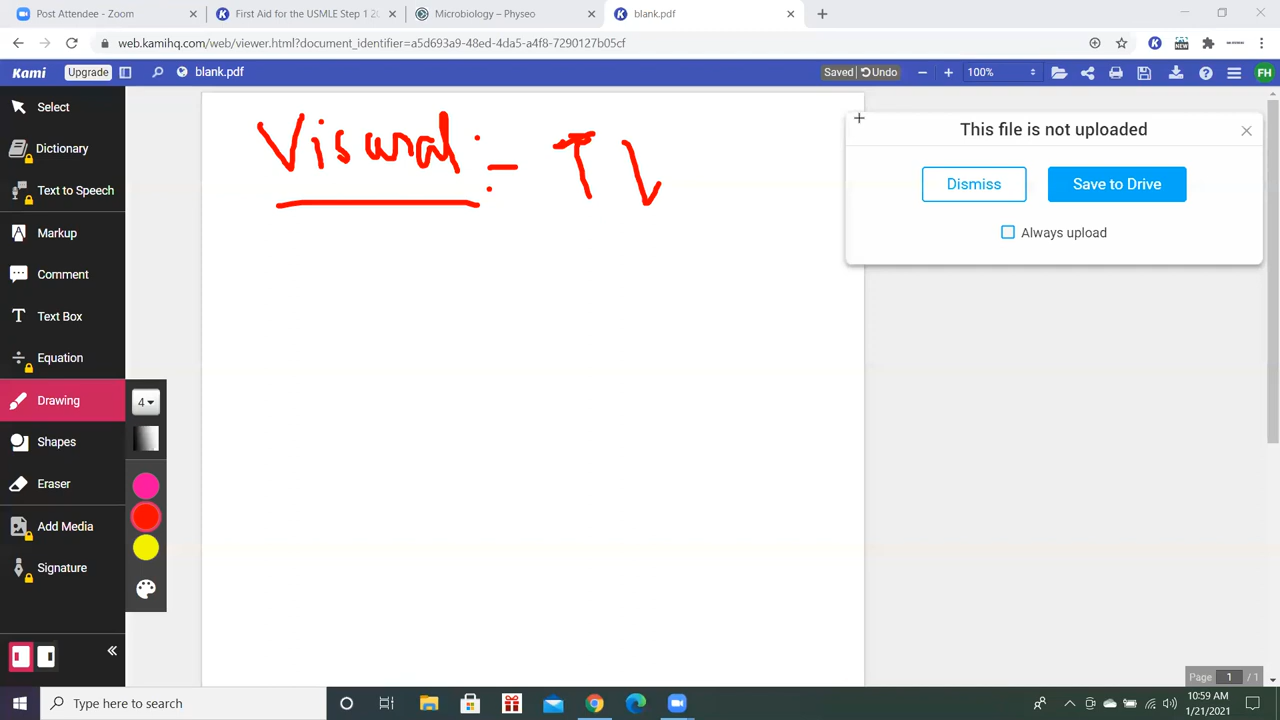 Post Attendee - Zoom
First Aid for the USMLE Step 1 2
Microbiology – Physeo
blank.pdf
web.kamihq.com/web/viewer.html?document_identifier=a5d693a9-48ed-4da5-a4f8-7290127b05cf
NEW
Kami Upgrade blank.pdf Saved Undo 100% FH
Select
Dictionary
Text to Speech
Markup
Comment
Text Box
Equation
Drawing
Shapes
Eraser
Add Media
Signature
4
Visural :- ↑ ↓
This file is not uploaded
Dismiss Save to Drive
Always upload
Page 1 / 1
Type here to search
10:59 AM
1/21/2021